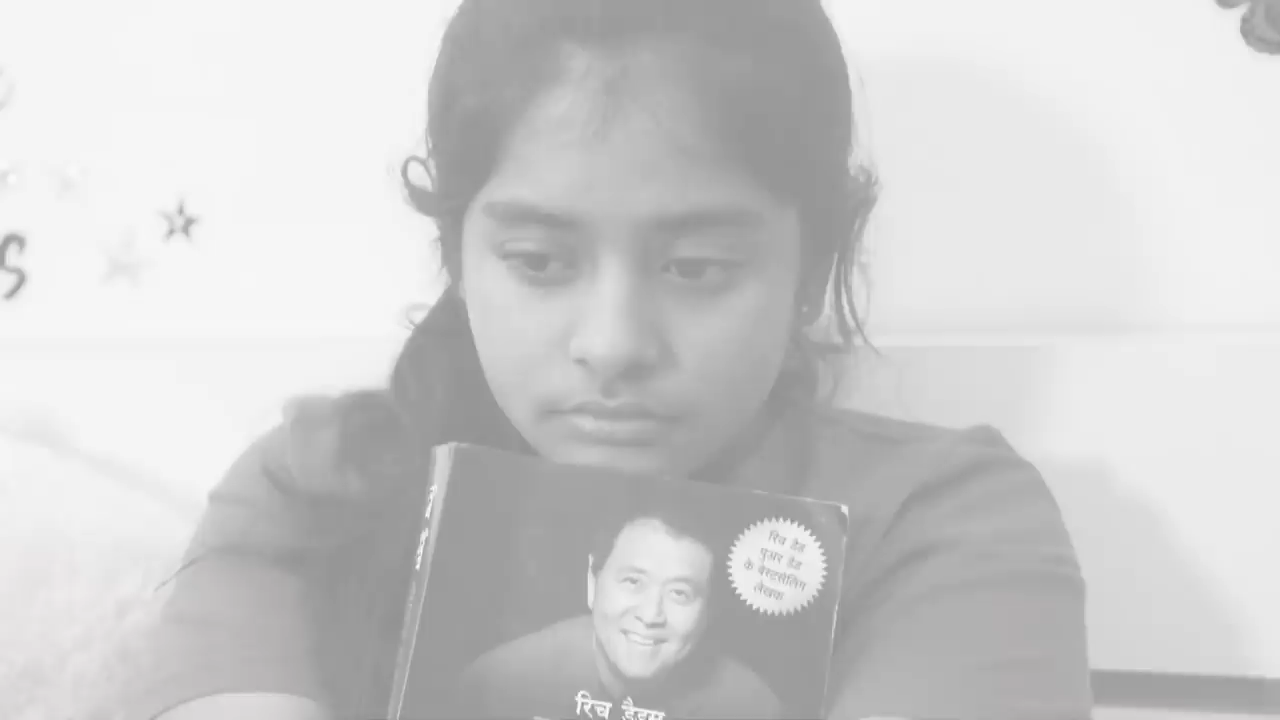 रिच डैड
पुअर डैड
के बेस्टसेलिंग
लेखक
रिच डैड्स
S